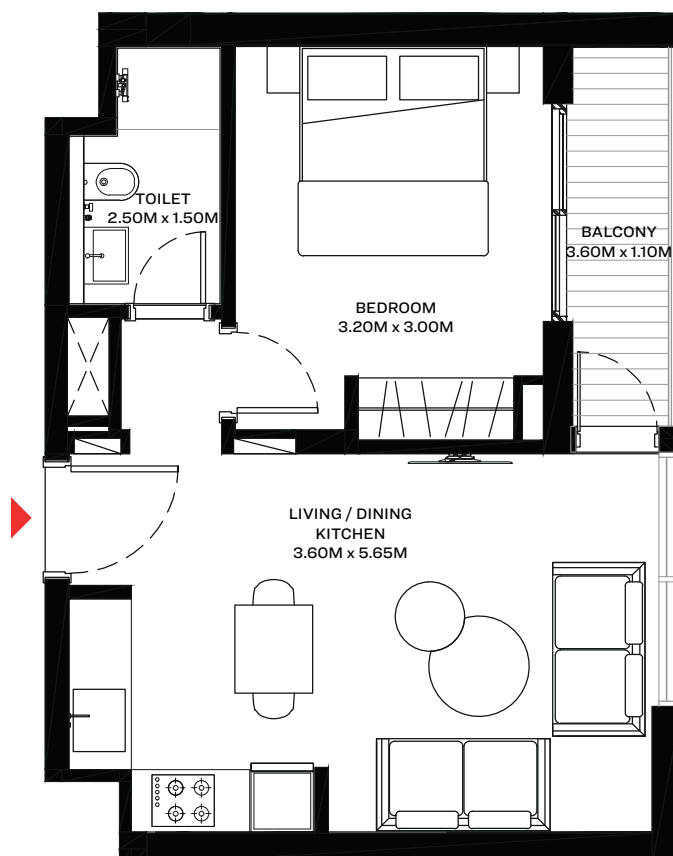 TOILET
2.50M x 1.50M
BALCONY
3.60M x 1.10M
BEDROOM
3.20M x 3.00M
LIVING / DINING
KITCHEN
3.60M x 5.65M